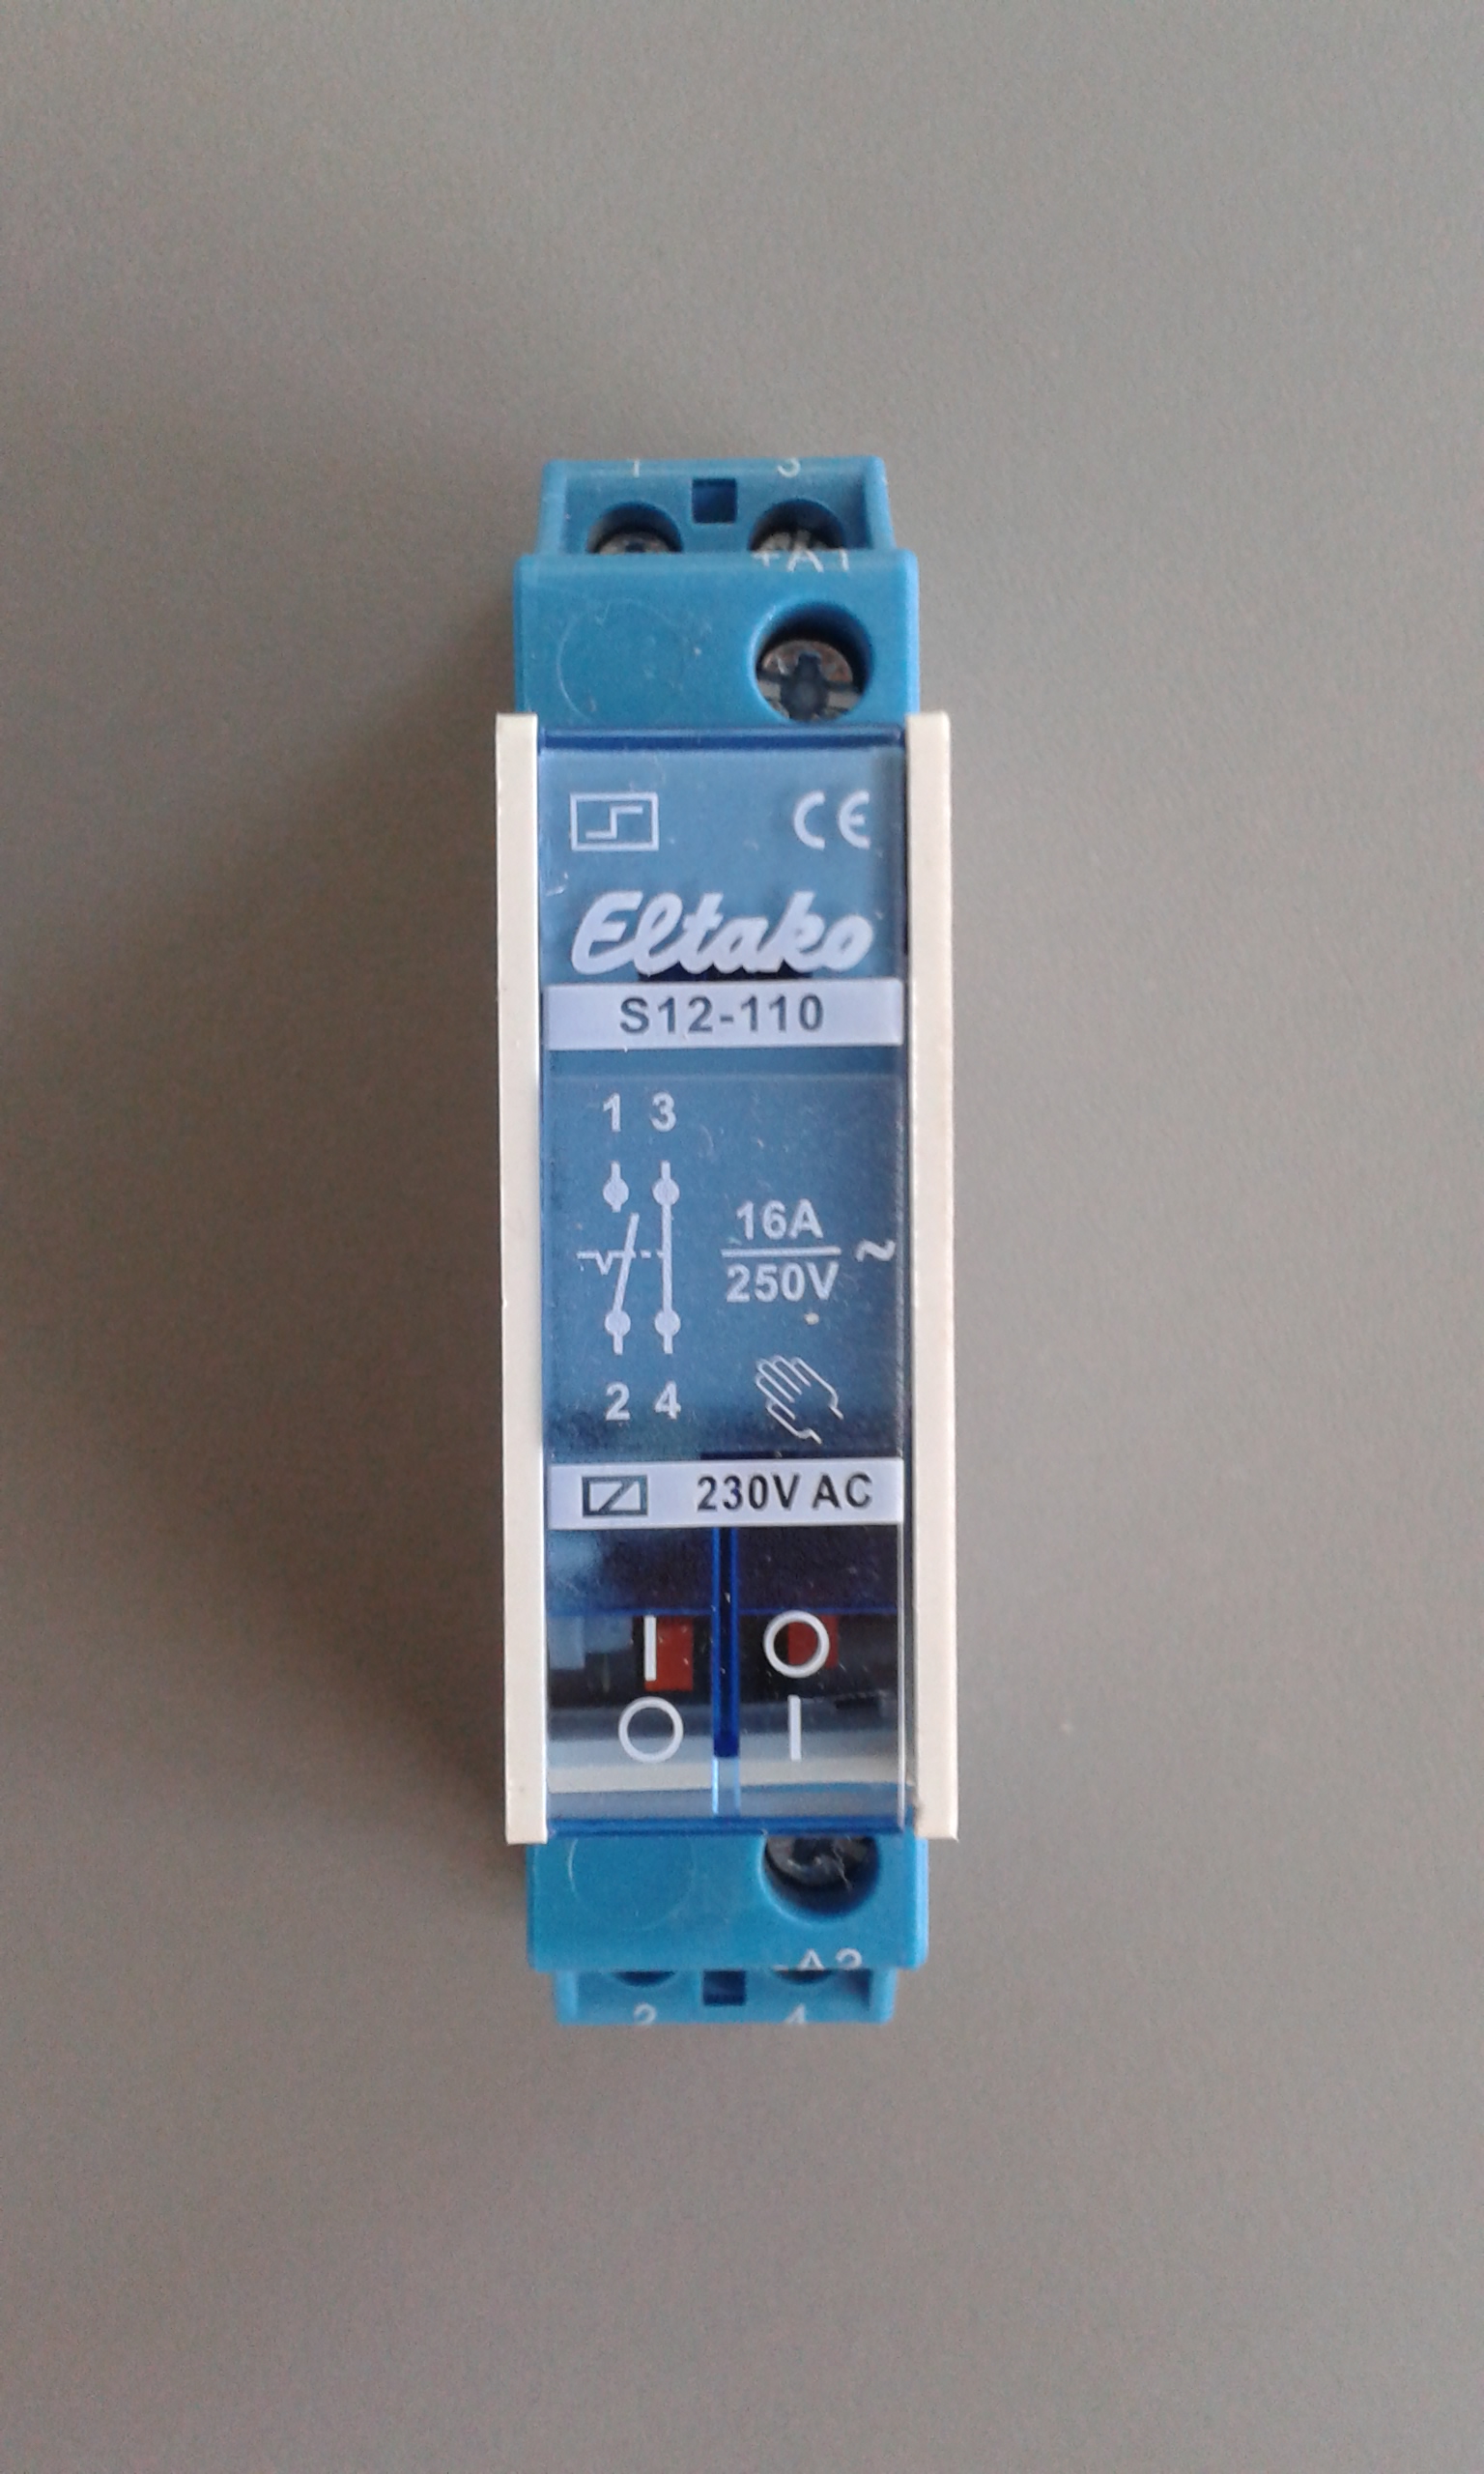 1 3
+A1
CE
Eltako
S12-110
1 3
16A
250V ~
2 4
230V AC
I O
O I
-A2
2 4